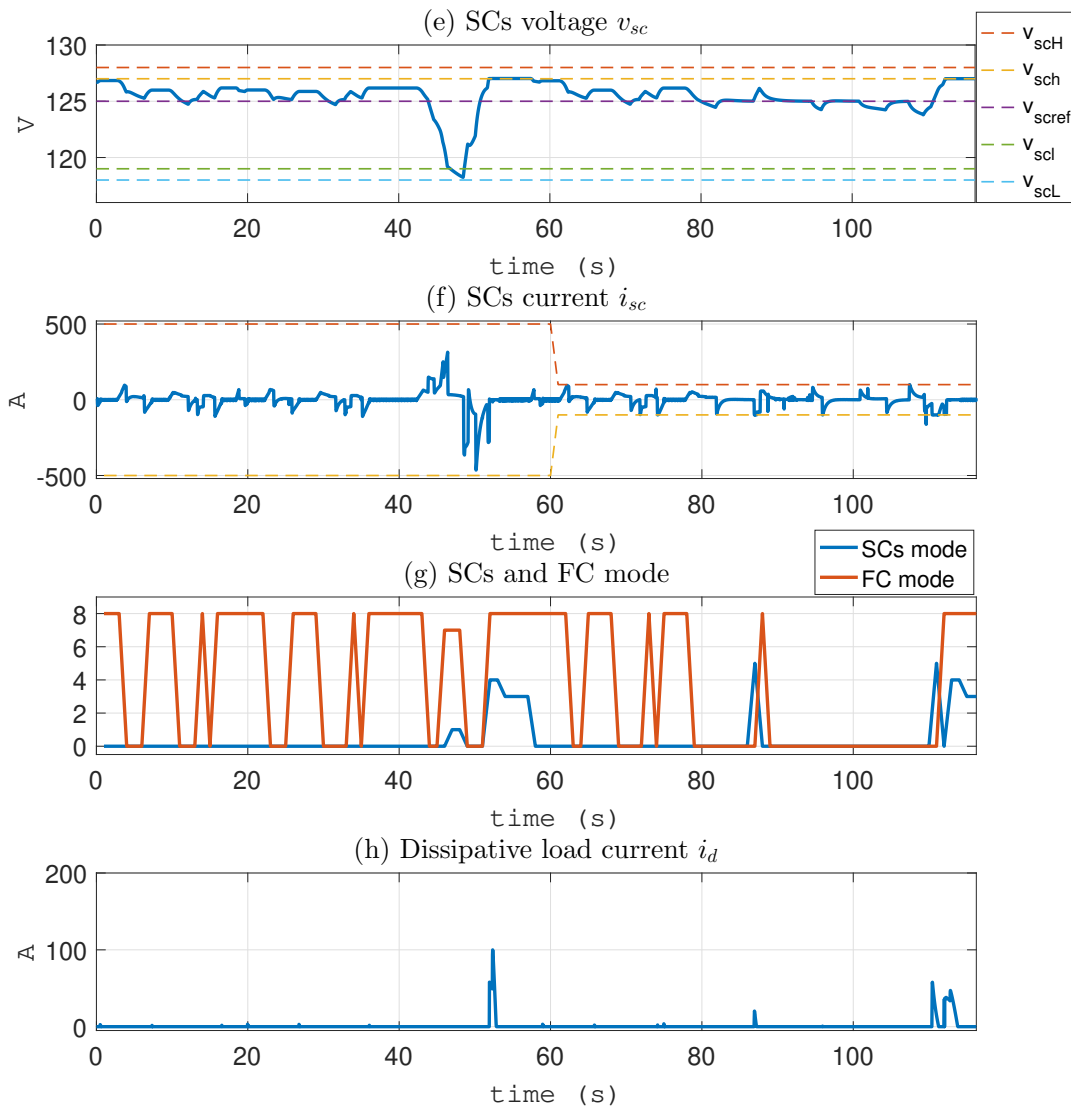 (e) SCs voltage v_sc
130
125
120
V
0 20 40 60 80 100
time (s)
v_scH
v_sch
v_scref
v_scl
v_scL
(f) SCs current i_sc
500
0
-500
A
0 20 40 60 80 100
time (s)
SCs mode
FC mode
(g) SCs and FC mode
8
6
4
2
0
0 20 40 60 80 100
time (s)
(h) Dissipative load current i_d
200
100
0
A
0 20 40 60 80 100
time (s)